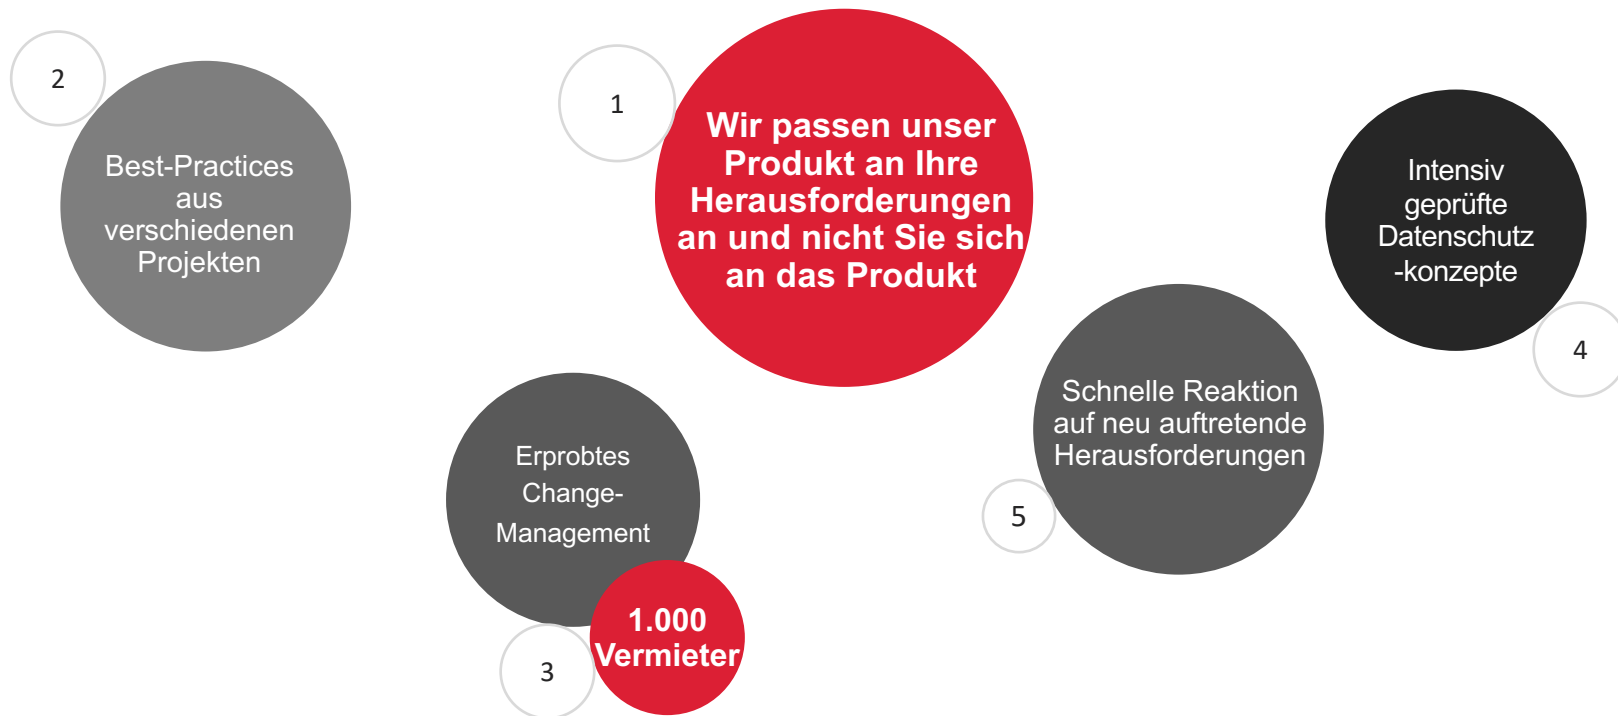 1
Wir passen unser
Produkt an Ihre
Herausforderungen
an und nicht Sie sich
an das Produkt
2
Best-Practices
aus
verschiedenen
Projekten
3
Erprobtes
Change-
Management
1.000
Vermieter
4
Intensiv
geprüfte
Datenschutz
-konzepte
5
Schnelle Reaktion
auf neu auftretende
Herausforderungen